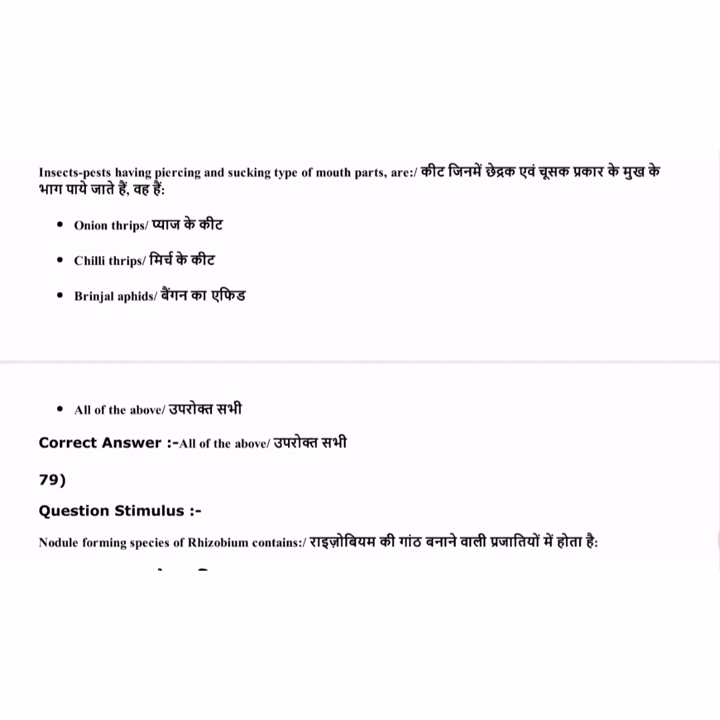 Insects-pests having piercing and sucking type of mouth parts, are:/ कीट जिनमें छेद्रक एवं चूसक प्रकार के मुख के
भाग पाये जाते हैं, वह हैं:
• Onion thrips/ प्याज के कीट
• Chilli thrips/ मिर्च के कीट
• Brinjal aphids/ बैंगन का एफिड
• All of the above/ उपरोक्त सभी
Correct Answer :-All of the above/ उपरोक्त सभी
79)
Question Stimulus :-
Nodule forming species of Rhizobium contains:/ राइज़ोबियम की गांठ बनाने वाली प्रजातियों में होता है: